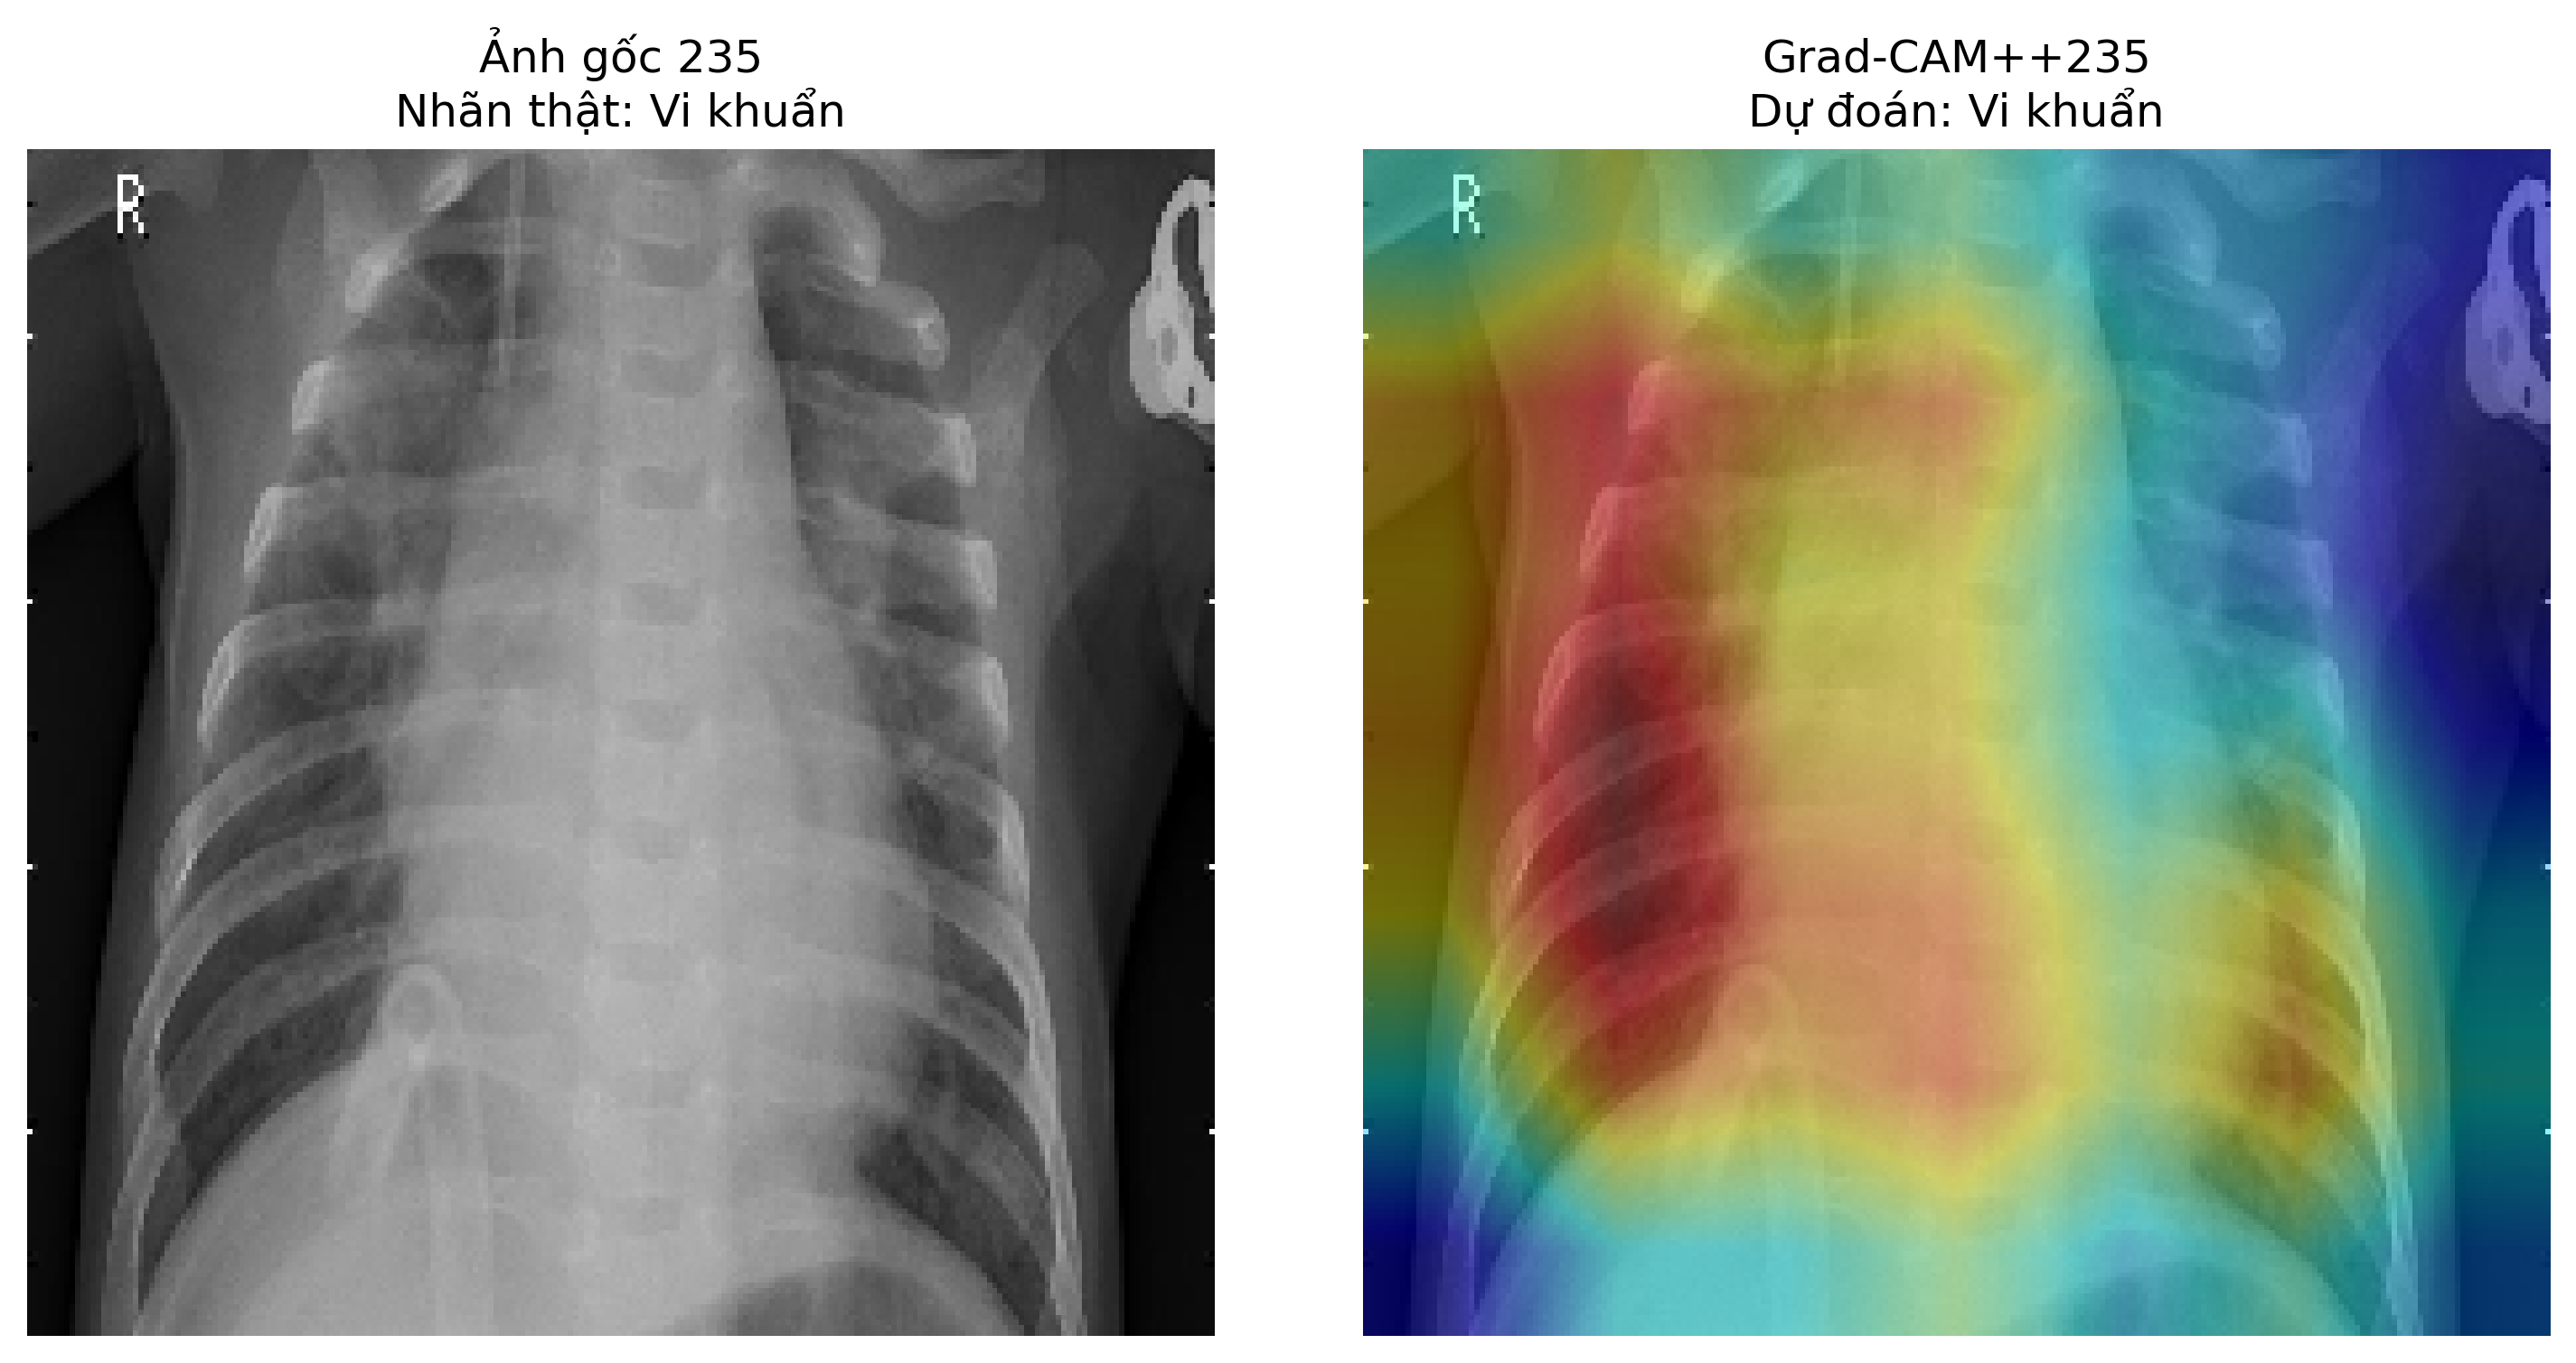 Ảnh gốc 235
Nhãn thật: Vi khuẩn
R
Grad-CAM++235
Dự đoán: Vi khuẩn
R